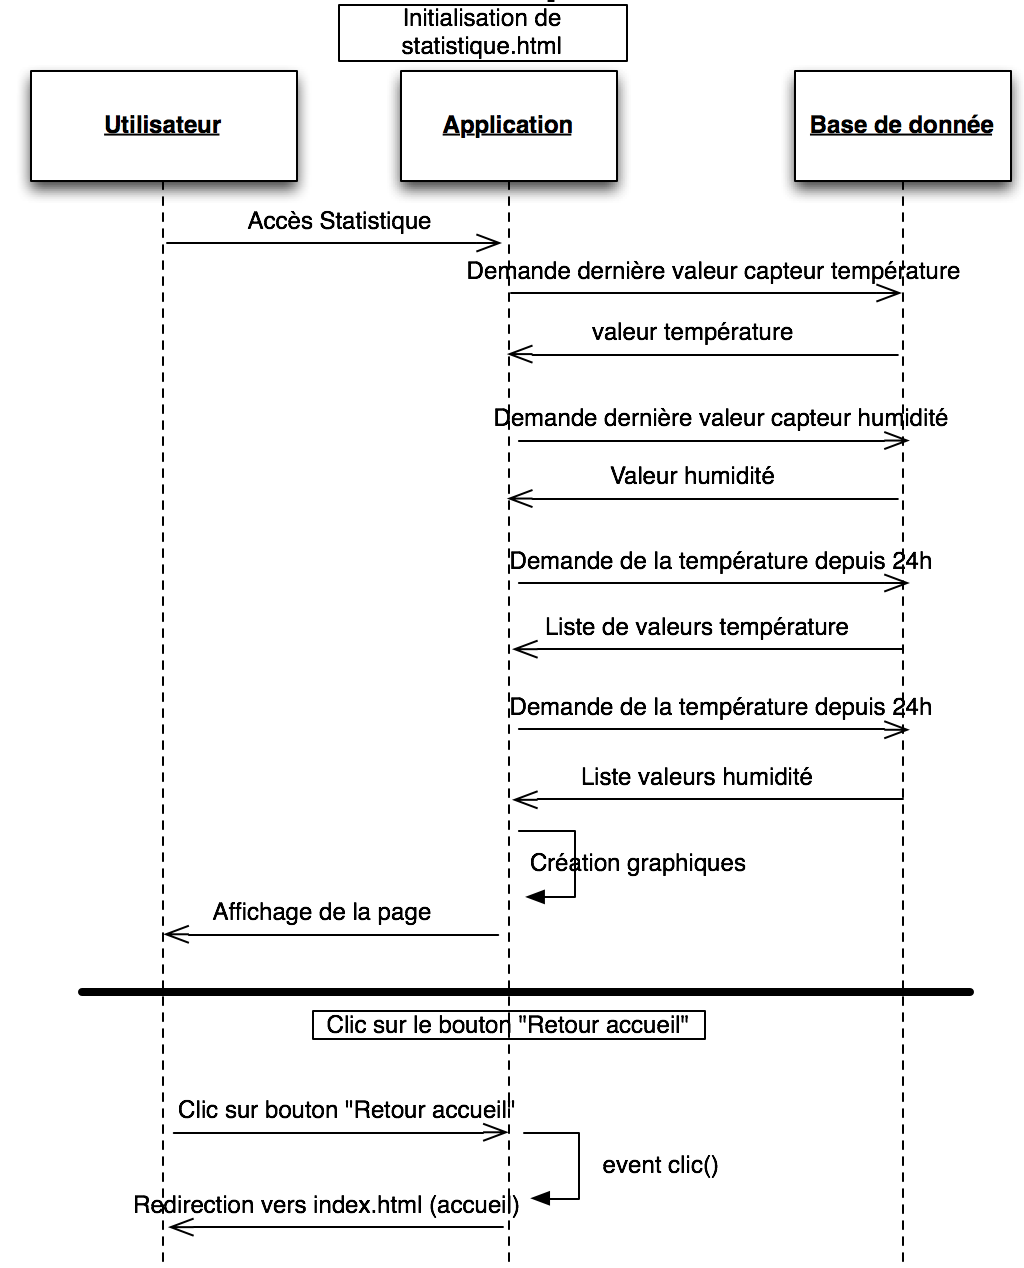 Initialisation de
statistique.html
Utilisateur
Application
Base de donnée
Accès Statistique
Demande dernière valeur capteur température
valeur température
Demande dernière valeur capteur humidité
Valeur humidité
Demande de la température depuis 24h
Liste de valeurs température
Demande de la température depuis 24h
Liste valeurs humidité
Création graphiques
Affichage de la page
Clic sur le bouton "Retour accueil"
Clic sur bouton "Retour accueil"
event clic()
Redirection vers index.html (accueil)